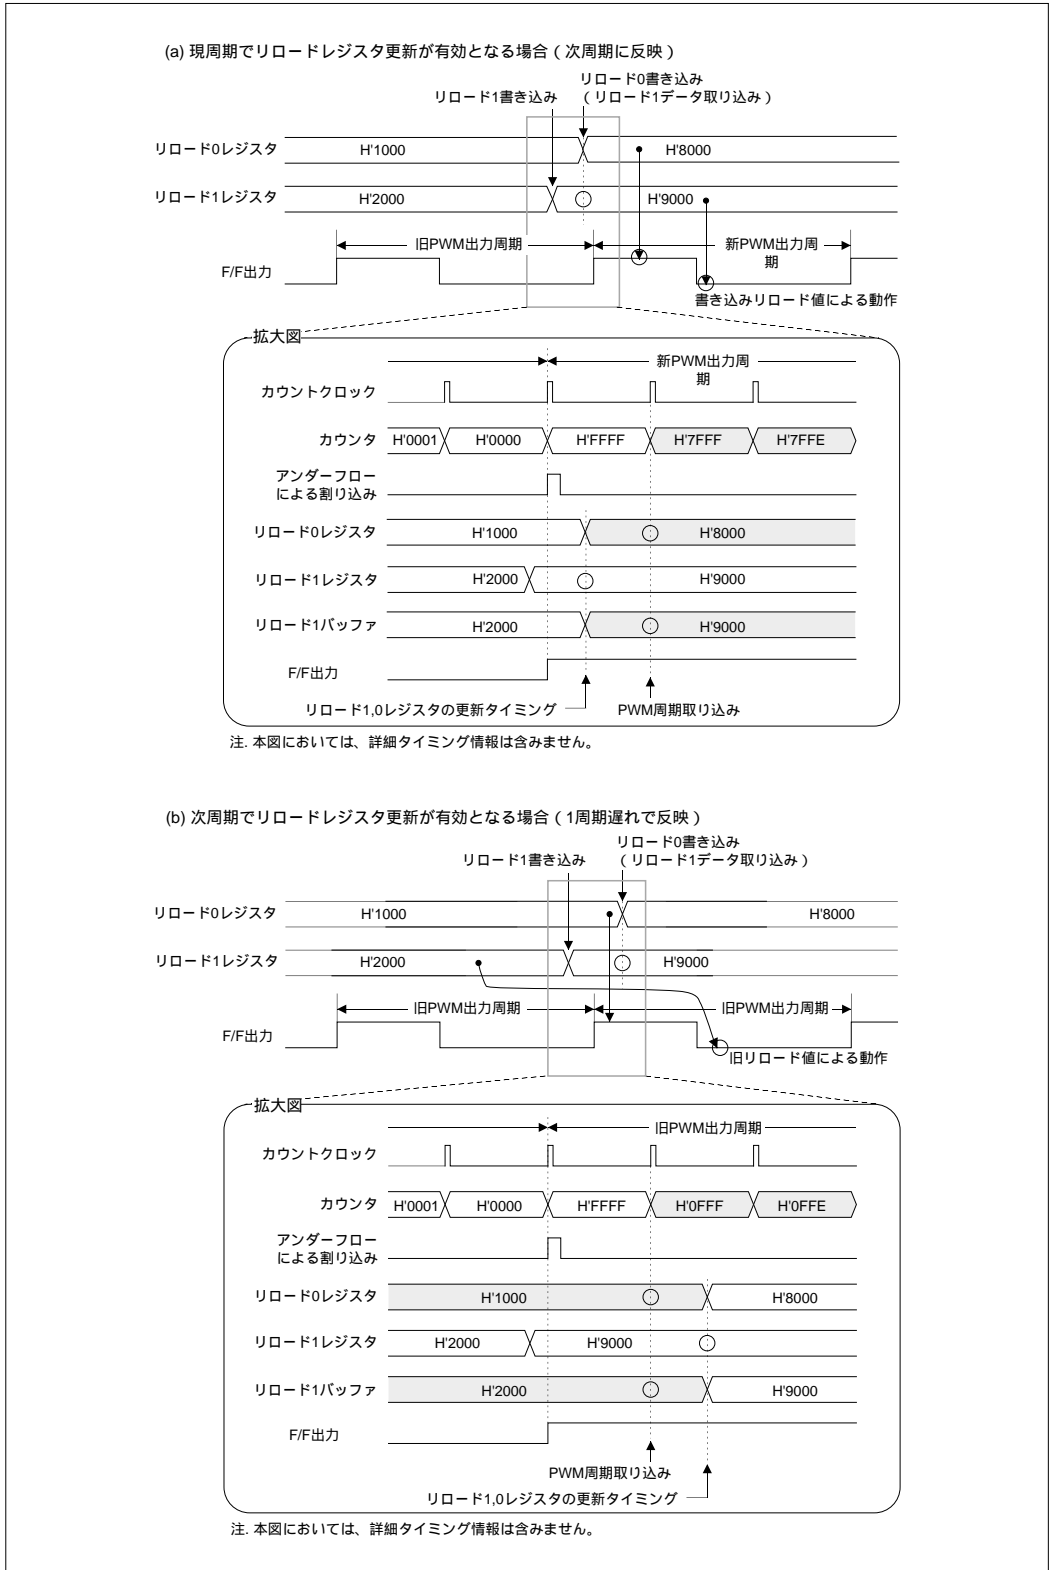 (a) 現周期でリロードレジスタ更新が有効となる場合（次周期に反映）
リロード0書き込み
リロード1書き込み （リロード1データ取り込み）
リロード0レジスタ H'1000 H'8000
リロード1レジスタ H'2000 H'9000
旧PWM出力周期 新PWM出力周
期
F/F出力
書き込みリロード値による動作
拡大図
新PWM出力周
期
カウントクロック
カウンタ H'0001 H'0000 H'FFFF H'7FFF H'7FFE
アンダーフロー
による割り込み
リロード0レジスタ H'1000 H'8000
リロード1レジスタ H'2000 H'9000
リロード1バッファ H'2000 H'9000
F/F出力
リロード1,0レジスタの更新タイミング PWM周期取り込み
注. 本図においては、詳細タイミング情報は含みません。
(b) 次周期でリロードレジスタ更新が有効となる場合（1周期遅れで反映）
リロード0書き込み
リロード1書き込み （リロード1データ取り込み）
リロード0レジスタ H'1000 H'8000
リロード1レジスタ H'2000 H'9000
旧PWM出力周期 旧PWM出力周期
F/F出力
旧リロード値による動作
拡大図
旧PWM出力周期
カウントクロック
カウンタ H'0001 H'0000 H'FFFF H'0FFF H'0FFE
アンダーフロー
による割り込み
リロード0レジスタ H'1000 H'8000
リロード1レジスタ H'2000 H'9000
リロード1バッファ H'2000 H'9000
F/F出力
PWM周期取り込み
リロード1,0レジスタの更新タイミング
注. 本図においては、詳細タイミング情報は含みません。